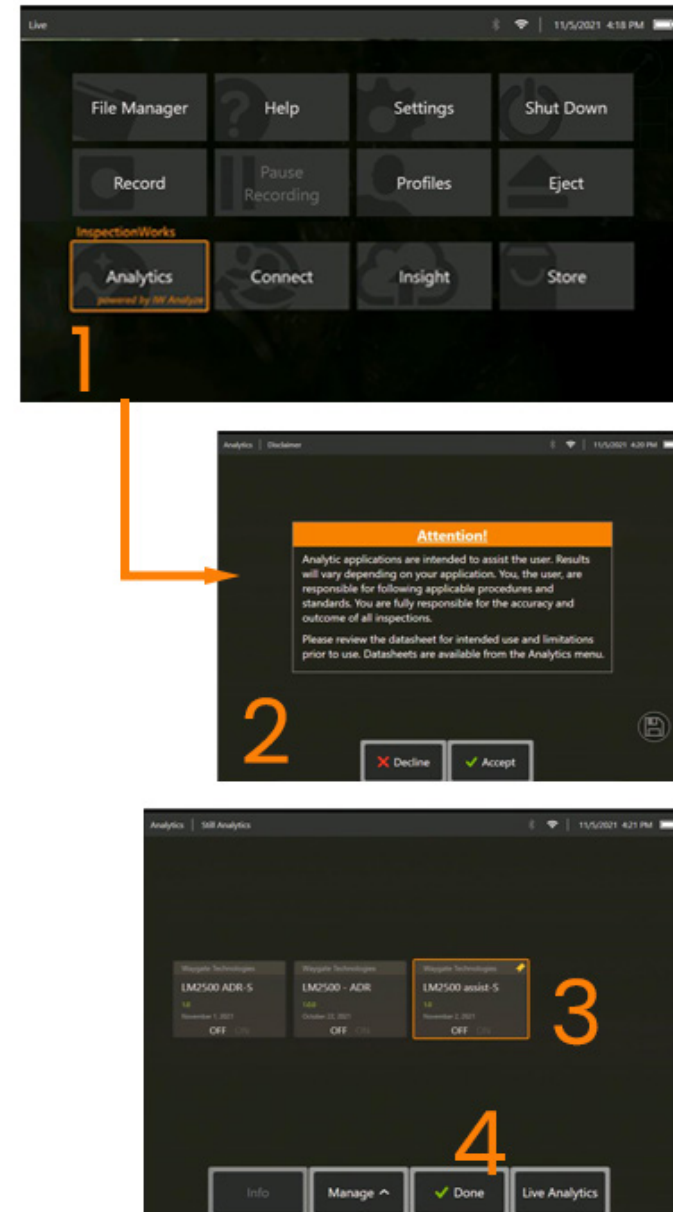 Live
11/5/2021 4:18 PM
File Manager Help Settings Shut Down
Record Pause Recording Profiles Eject
InspectionWorks
Analytics Connect Insight Store
powered by IW Analyze
1
Analytics | Disclaimer 11/5/2021 4:20 PM
Attention!
Analytic applications are intended to assist the user. Results
will vary depending on your application. You, the user, are
responsible for following applicable procedures and
standards. You are fully responsible for the accuracy and
outcome of all inspections.
Please review the datasheet for intended use and limitations
prior to use. Datasheets are available from the Analytics menu.
2
Decline Accept
Analytics | Still Analytics 11/5/2021 4:21 PM
Waygate Technologies Waygate Technologies Waygate Technologies
LM2500 ADR-S LM2500 - ADR LM2500 assist-S
1.0 1.0
November 1, 2021 October 22, 2021 November 2, 2021
OFF ON OFF ON OFF ON
3
4
Info Manage Done Live Analytics